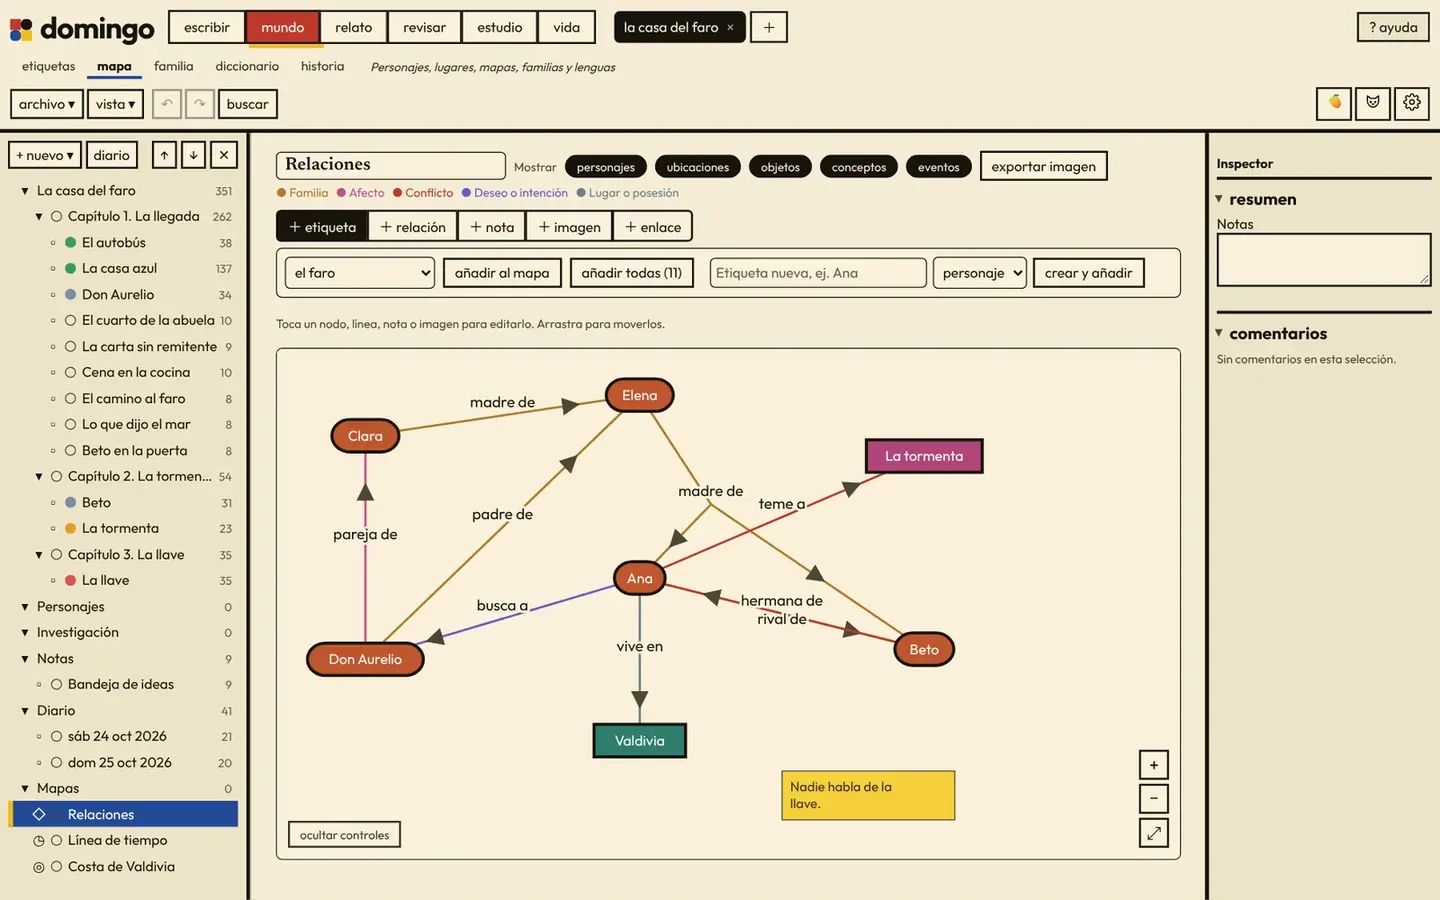 domingo
escribir mundo relato revisar estudio vida
la casa del faro × +
? ayuda
etiquetas mapa familia diccionario historia Personajes, lugares, mapas, familias y lenguas
archivo ▾ vista ▾ ↶ ↷ buscar
+ nuevo ▾ diario ↑ ↓ ×
▼ La casa del faro 351
▼ Capítulo 1. La llegada 262
El autobús 38
La casa azul 137
Don Aurelio 34
El cuarto de la abuela 10
La carta sin remitente 9
Cena en la cocina 10
El camino al faro 8
Lo que dijo el mar 8
Beto en la puerta 8
▼ Capítulo 2. La tormen... 54
Beto 31
La tormenta 23
▼ Capítulo 3. La llave 35
La llave 35
▼ Personajes 0
▼ Investigación 0
▼ Notas 9
Bandeja de ideas 9
▼ Diario 41
sáb 24 oct 2026 21
dom 25 oct 2026 20
▼ Mapas 0
Relaciones
Línea de tiempo
Costa de Valdivia
Relaciones Mostrar personajes ubicaciones objetos conceptos eventos exportar imagen
Familia Afecto Conflicto Deseo o intención Lugar o posesión
+ etiqueta + relación + nota + imagen + enlace
el faro añadir al mapa añadir todas (11) Etiqueta nueva, ej. Ana personaje crear y añadir
Toca un nodo, línea, nota o imagen para editarlo. Arrastra para moverlos.
Elena
madre de
Clara
La tormenta
madre de
teme a
padre de
pareja de
Ana
hermana de
busca a
rival de
vive en
Beto
Don Aurelio
Valdivia
Nadie habla de la
llave.
+
−
ocultar controles
Inspector
▼ resumen
Notas
▼ comentarios
Sin comentarios en esta selección.